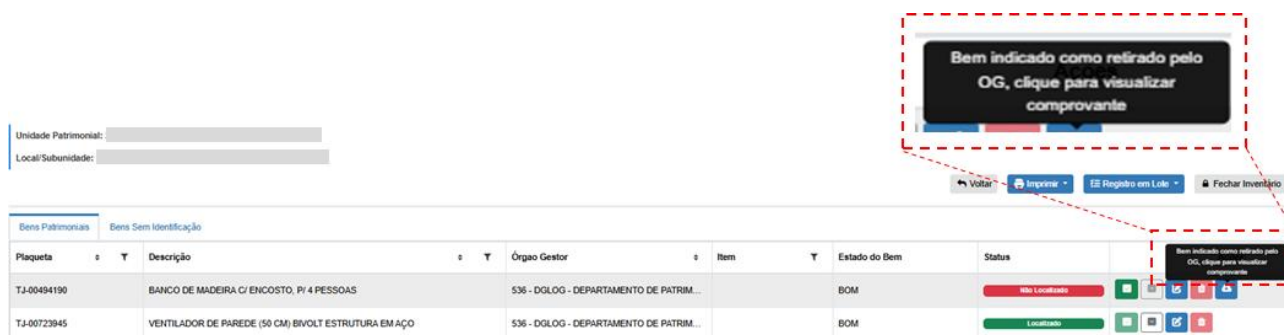 Bem indicado como retirado pelo
OG, clique para visualizar
comprovante
Unidade Patrimonial:
Local/Subunidade:
Voltar Imprimir Registro em Lote Fechar Inventário
Bens Patrimoniais Bens Sem Identificação
Plaqueta Descrição Órgao Gestor Item Estado do Bem Status
Bem indicado como retirado pelo
OG, clique para visualizar
comprovante
TJ-00494190 BANCO DE MADEIRA C/ ENCOSTO, P/ 4 PESSOAS 536 - DGLOG - DEPARTAMENTO DE PATRIM... BOM Não Localizado
TJ-00723945 VENTILADOR DE PAREDE (50 CM) BIVOLT ESTRUTURA EM AÇO 536 - DGLOG - DEPARTAMENTO DE PATRIM... BOM Localizado